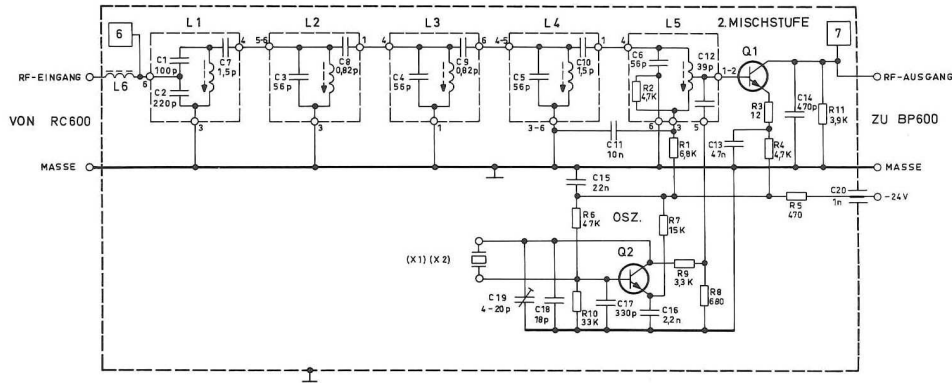 L1 L2 L3 L4 L5 2.MISCHSTUFE
6 7
4 5-6 1 4 6 4-5 1 4 1-2
C1 100p
C7 1,5p
C8 0,82p
C9 0,82p
C10 1,5p
C6 56p
C12 39p
Q1
RF-EINGANG
L6
6
C2 220p
C3 56p
C4 56p
C5 56p
R2 4,7K
R3 12
C14 470p
R11 3,9K
RF-AUSGANG
VON RC600
3 3 1 3-6 6 3 5
C11 10n
R1 6,8K
C13 47n
R4 4,7K
ZU BP600
MASSE MASSE
C15 22n
R5 470
C20 1n
-24V
R6 47K
OSZ.
R7 15K
(X1) (X2)
Q2
R9 3,3K
R8 680
C19 4-20p
C18 18p
R10 33K
C17 330p
C16 2,2n